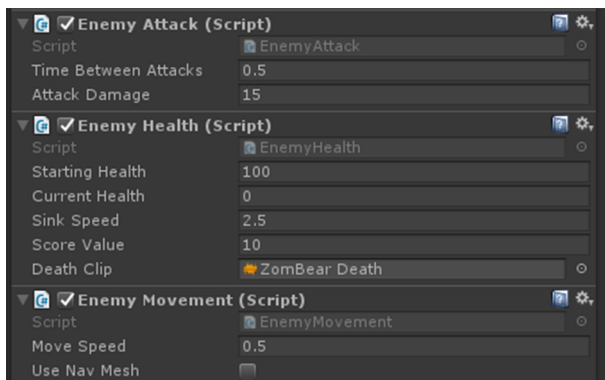 Enemy Attack (Script)
Script EnemyAttack
Time Between Attacks 0.5
Attack Damage 15
Enemy Health (Script)
Script EnemyHealth
Starting Health 100
Current Health 0
Sink Speed 2.5
Score Value 10
Death Clip ZomBear Death
Enemy Movement (Script)
Script EnemyMovement
Move Speed 0.5
Use Nav Mesh